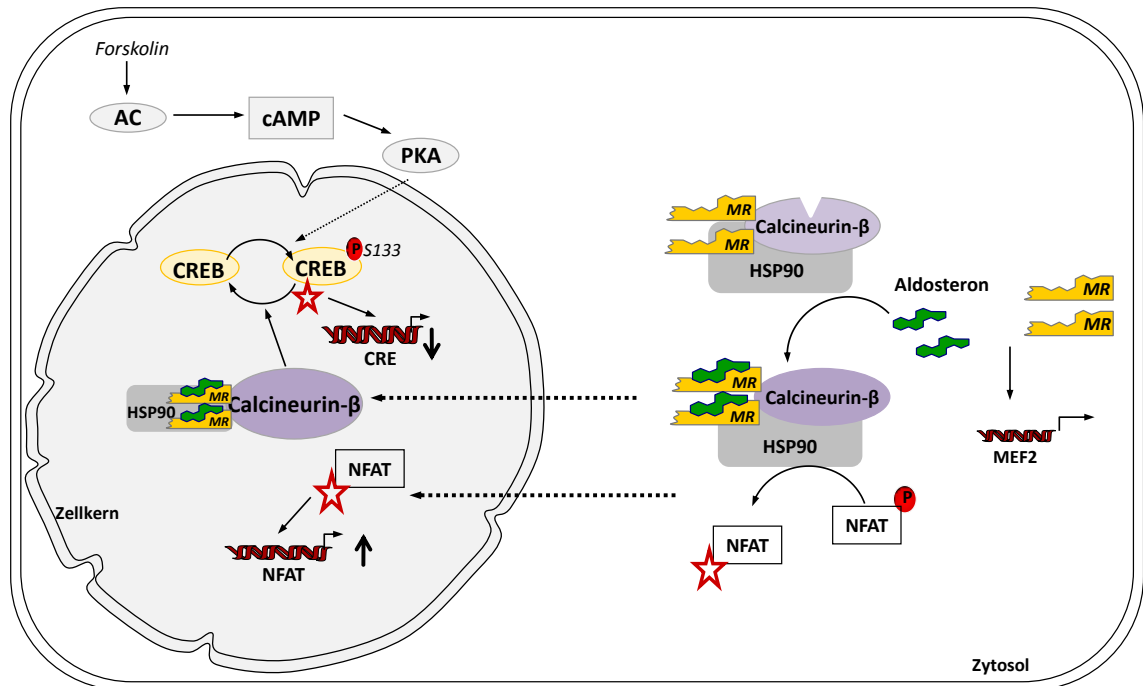 Forskolin
AC
cAMP
PKA
CREB
CREB
P
S133
CRE
HSP90
MR
MR
Calcineurin-β
NFAT
NFAT
Zellkern
MR
MR
Calcineurin-β
HSP90
Aldosteron
MR
MR
MR
MR
Calcineurin-β
HSP90
MEF2
P
NFAT
NFAT
Zytosol